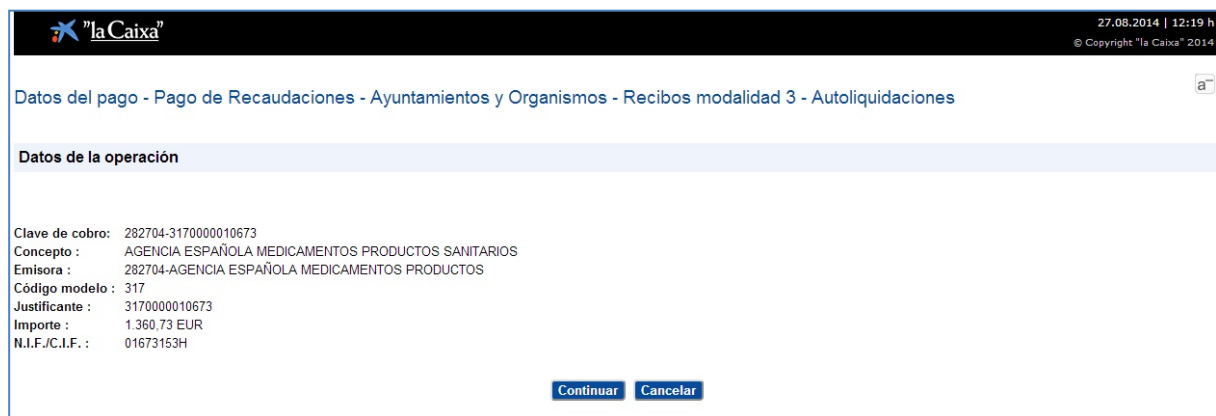 "la Caixa"
27.08.2014 | 12:19 h
© Copyright "la Caixa" 2014
a-
Datos del pago - Pago de Recaudaciones - Ayuntamientos y Organismos - Recibos modalidad 3 - Autoliquidaciones
Datos de la operación
Clave de cobro: 282704-3170000010673
Concepto : AGENCIA ESPAÑOLA MEDICAMENTOS PRODUCTOS SANITARIOS
Emisora : 282704-AGENCIA ESPAÑOLA MEDICAMENTOS PRODUCTOS
Código modelo : 317
Justificante : 3170000010673
Importe : 1.360,73 EUR
N.I.F./C.I.F. : 01673153H
Continuar Cancelar